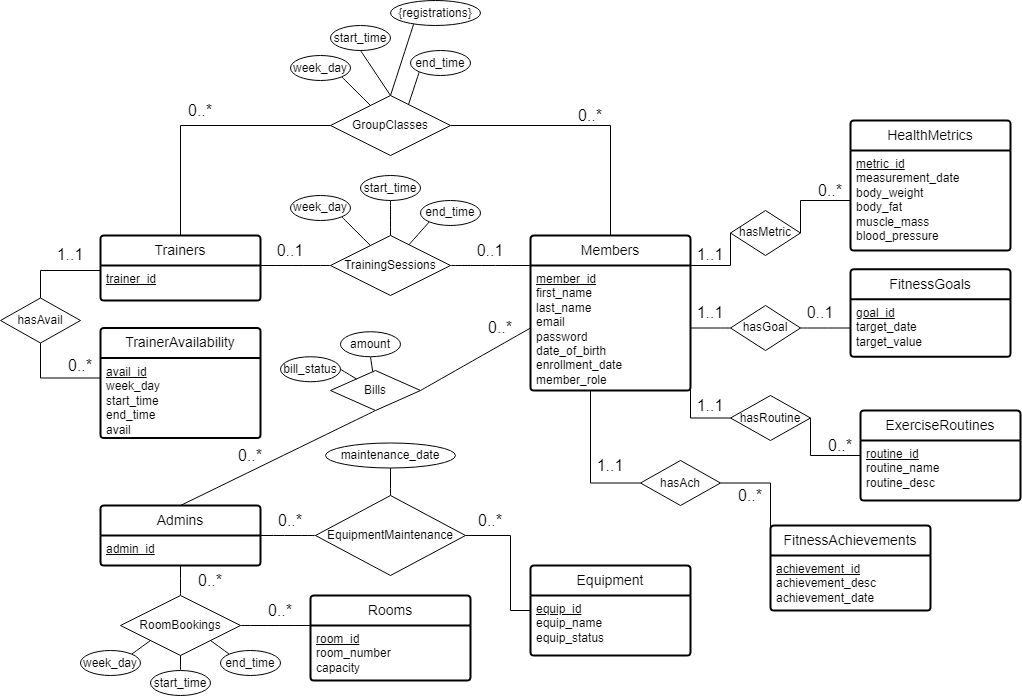 {registrations}
start_time
week_day
end_time
0..*
GroupClasses
0..*
HealthMetrics
metric_id
measurement_date
body_weight
body_fat
muscle_mass
blood_pressure
0..*
hasMetric
1..1
start_time
week_day
end_time
Trainers
trainer_id
0..1
TrainingSessions
0..1
Members
member_id
first_name
last_name
email
password
date_of_birth
enrollment_date
member_role
1..1
hasAvail
0..*
TrainerAvailability
avail_id
week_day
start_time
end_time
avail
FitnessGoals
goal_id
target_date
target_value
1..1
hasGoal
0..1
0..*
amount
bill_status
Bills
0..*
1..1
hasRoutine
0..*
ExerciseRoutines
routine_id
routine_name
routine_desc
1..1
hasAch
0..*
FitnessAchievements
achievement_id
achievement_desc
achievement_date
maintenance_date
Admins
admin_id
0..*
EquipmentMaintenance
0..*
Equipment
equip_id
equip_name
equip_status
0..*
RoomBookings
0..*
Rooms
room_id
room_number
capacity
week_day
start_time
end_time